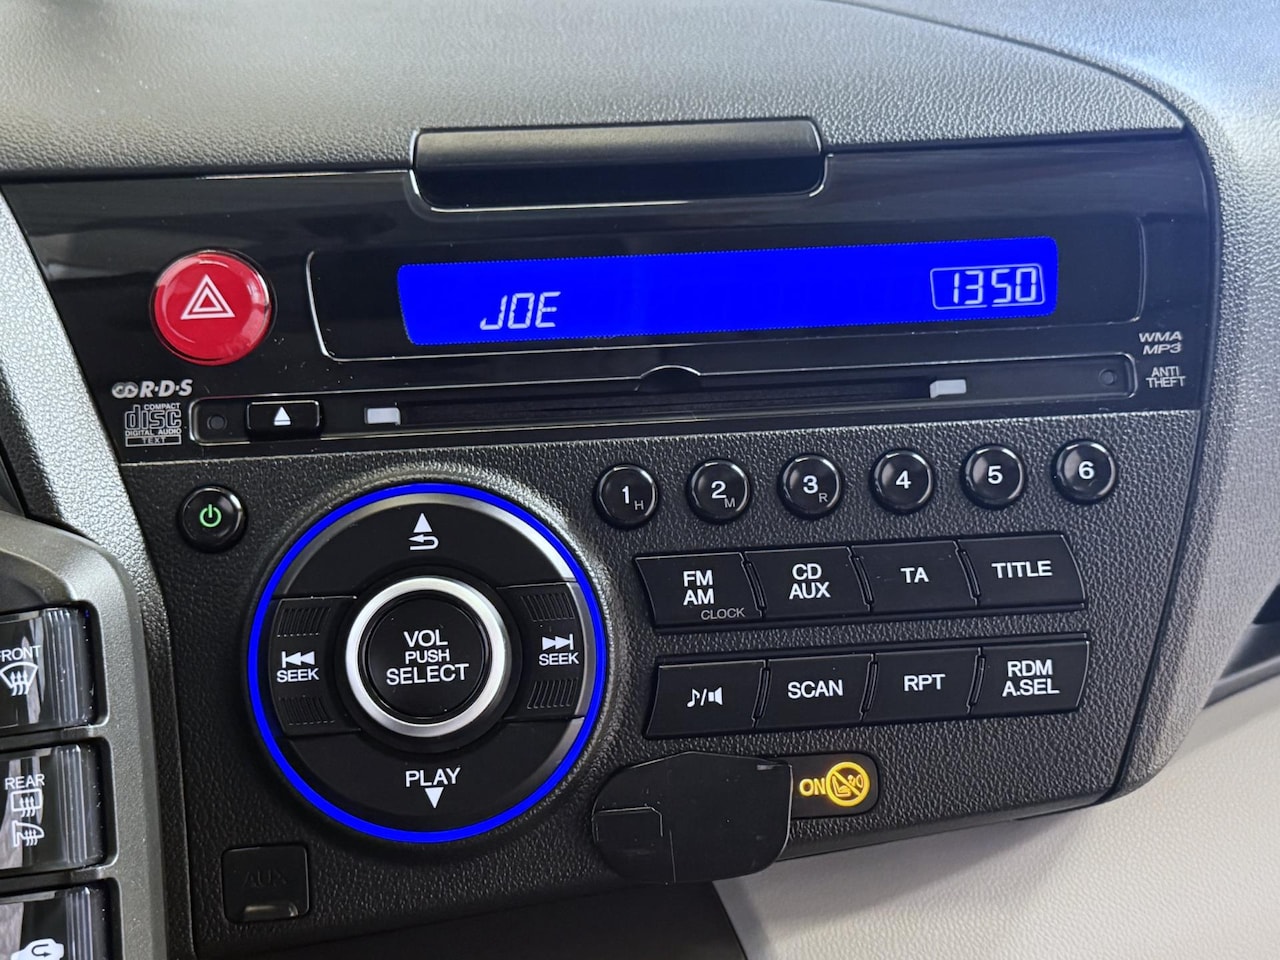 JOE
1350
WMA
MP3
ANTI
THEFT
R·D·S
COMPACT
disc
DIGITAL AUDIO
TEXT
1 H
2 M
3 R
4
5
6
FM
AM
CLOCK
CD
AUX
TA
TITLE
SEEK
VOL
PUSH
SELECT
SEEK
PLAY
SCAN
RPT
RDM
A.SEL
ON
FRONT
REAR
AUX